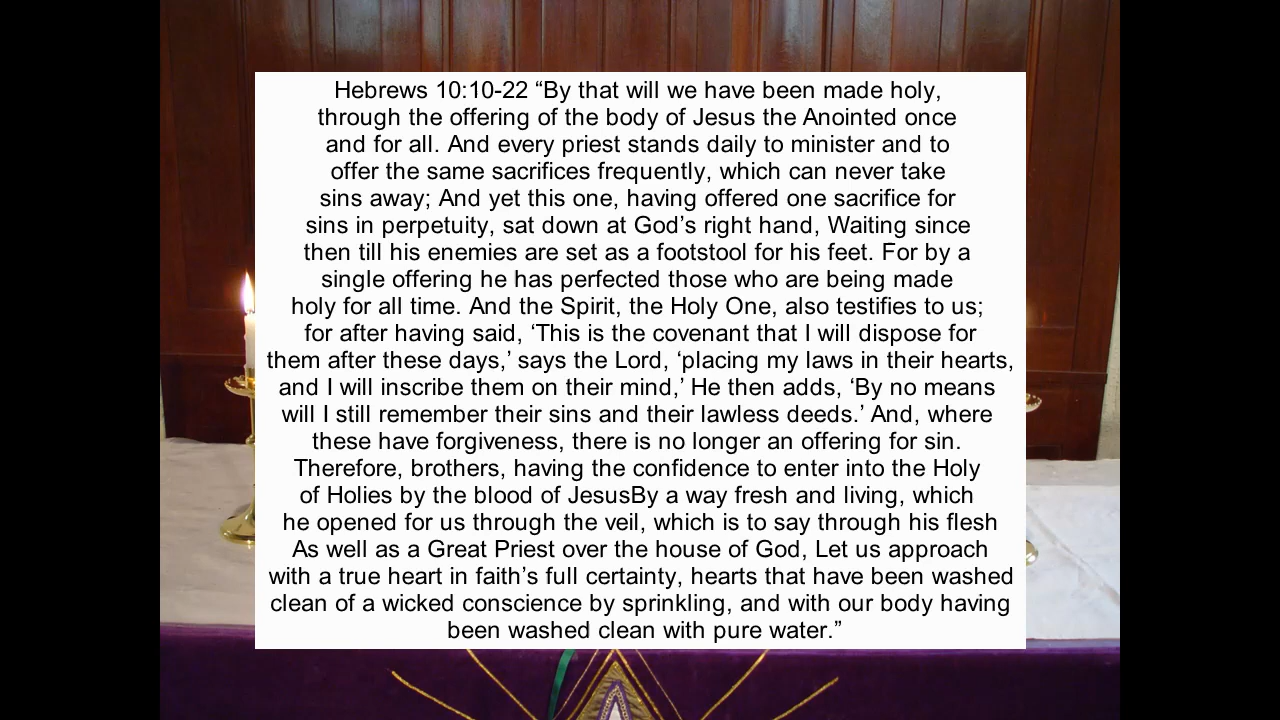 Hebrews 10:10-22 “By that will we have been made holy,
through the offering of the body of Jesus the Anointed once
and for all. And every priest stands daily to minister and to
offer the same sacrifices frequently, which can never take
sins away; And yet this one, having offered one sacrifice for
sins in perpetuity, sat down at God’s right hand, Waiting since
then till his enemies are set as a footstool for his feet. For by a
single offering he has perfected those who are being made
holy for all time. And the Spirit, the Holy One, also testifies to us;
for after having said, ‘This is the covenant that I will dispose for
them after these days,’ says the Lord, ‘placing my laws in their hearts,
and I will inscribe them on their mind,’ He then adds, ‘By no means
will I still remember their sins and their lawless deeds.’ And, where
these have forgiveness, there is no longer an offering for sin.
Therefore, brothers, having the confidence to enter into the Holy
of Holies by the blood of JesusBy a way fresh and living, which
he opened for us through the veil, which is to say through his flesh
As well as a Great Priest over the house of God, Let us approach
with a true heart in faith’s full certainty, hearts that have been washed
clean of a wicked conscience by sprinkling, and with our body having
been washed clean with pure water.”